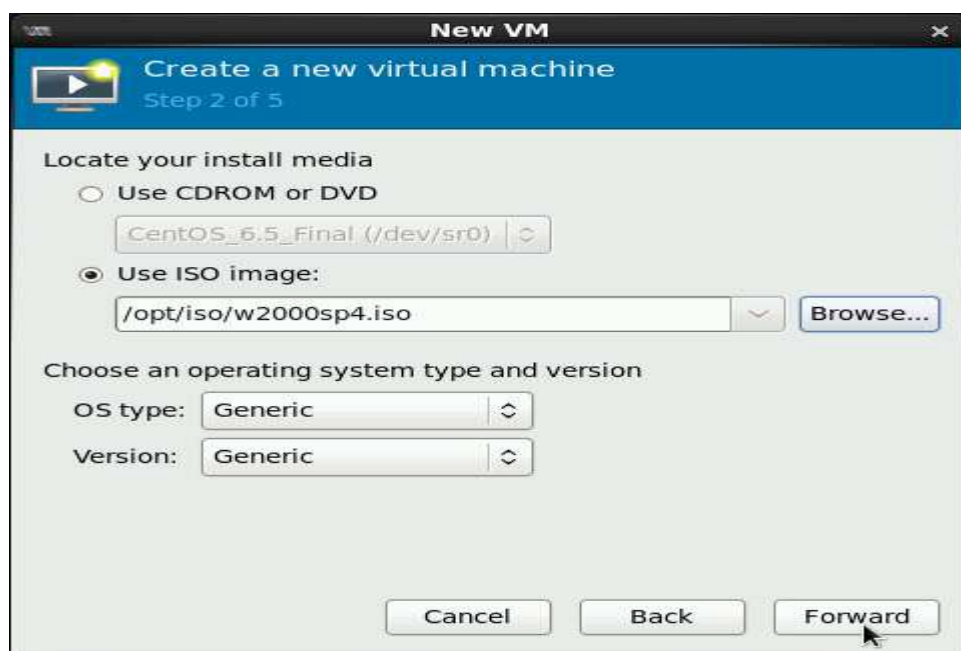 New VM
Create a new virtual machine
Step 2 of 5
Locate your install media
Use CDROM or DVD
CentOS_6.5_Final (/dev/sr0)
Use ISO image:
/opt/iso/w2000sp4.iso
Browse...
Choose an operating system type and version
OS type: Generic
Version: Generic
Cancel Back Forward